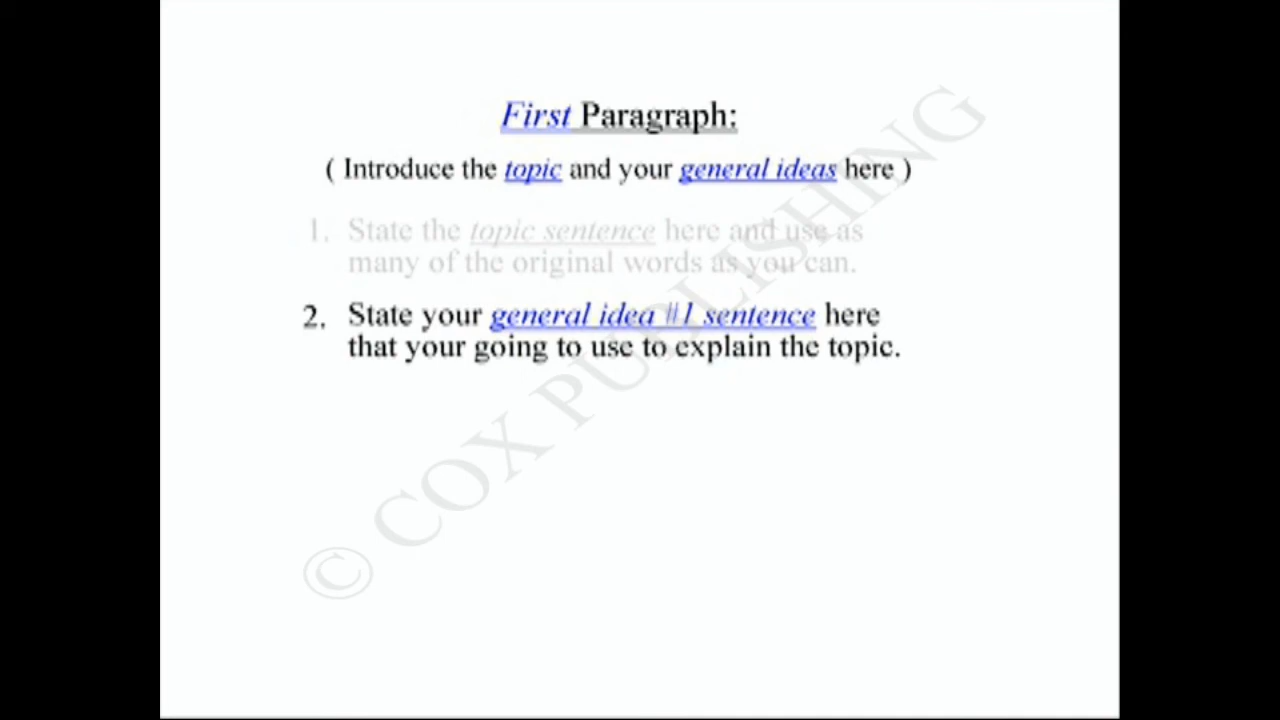 First Paragraph:
( Introduce the topic and your general ideas here )
1. State the topic sentence here and use as
many of the original words as you can.
2. State your general idea #1 sentence here
that your going to use to explain the topic.
© COX PUBLISHING